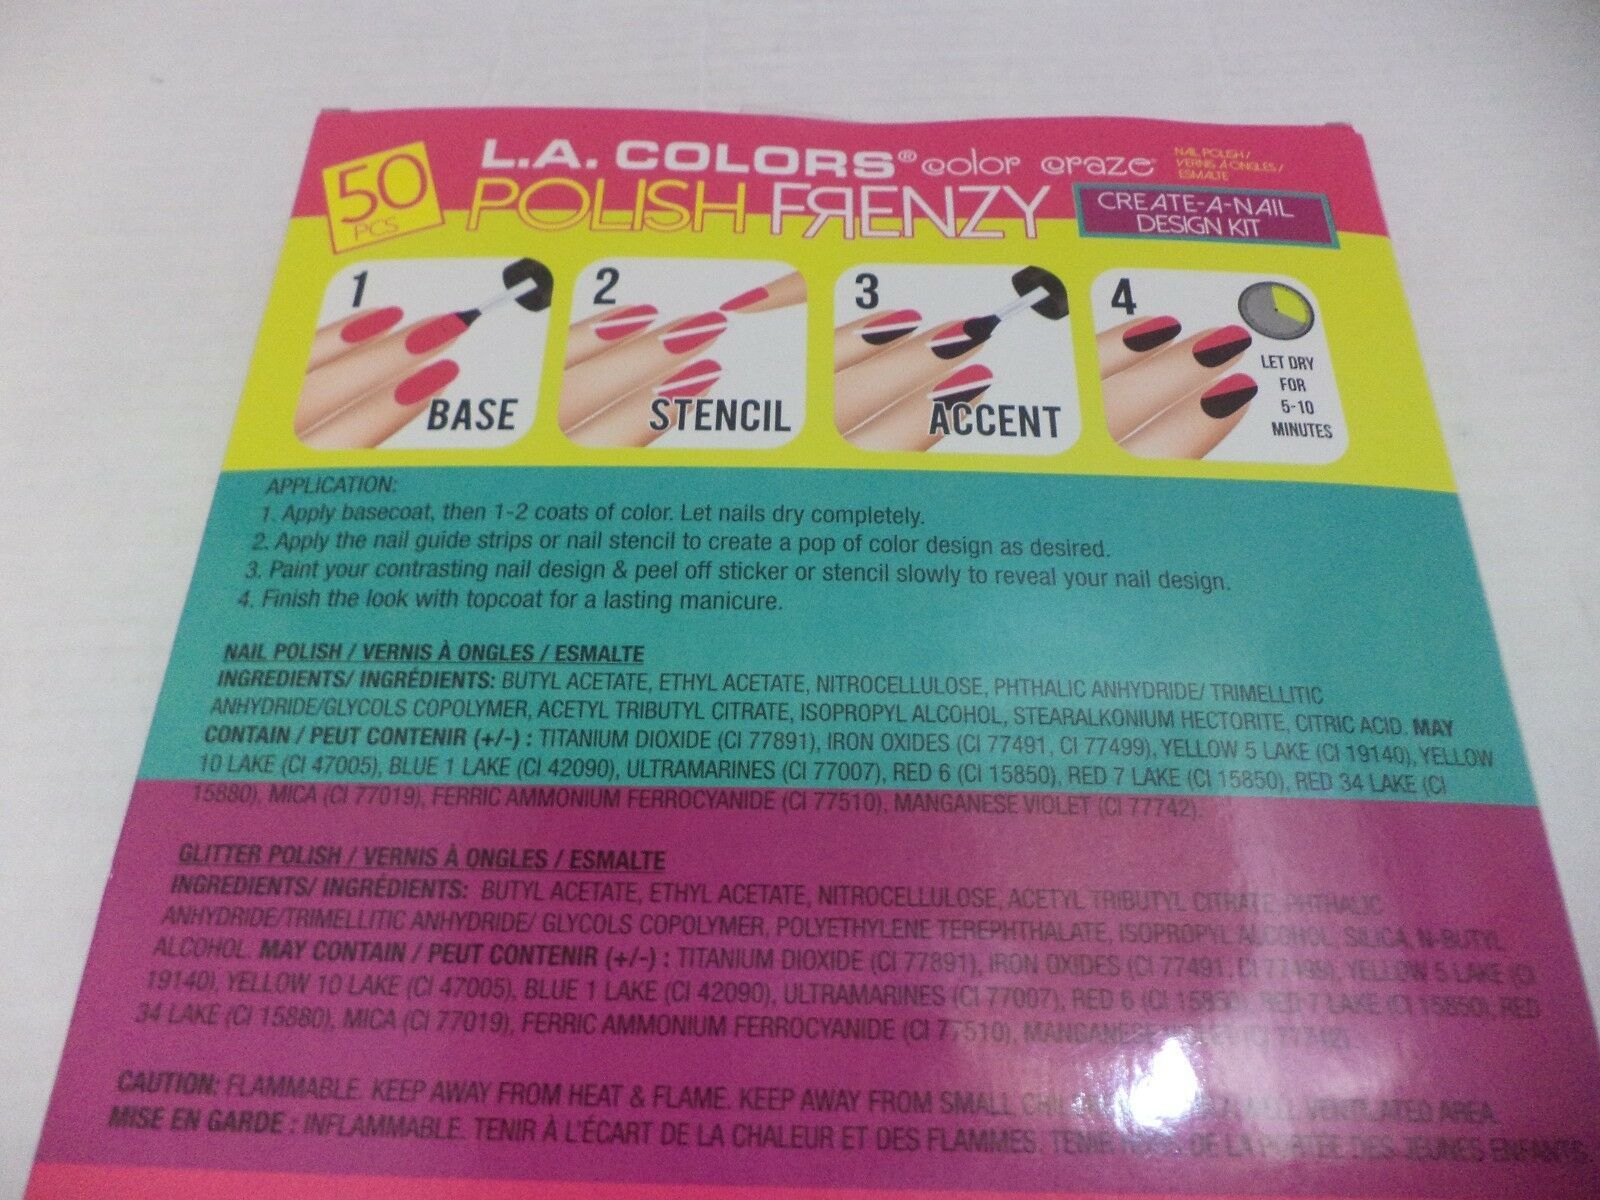 50
PCS
L.A. COLORS® color craze
NAIL POLISH /
VERNIS À ONGLES /
ESMALTE
POLISH FRENZY
CREATE-A-NAIL
DESIGN KIT
1
BASE
2
STENCIL
3
ACCENT
4
LET DRY
FOR
5-10
MINUTES
APPLICATION:
1. Apply basecoat, then 1-2 coats of color. Let nails dry completely.
2. Apply the nail guide strips or nail stencil to create a pop of color design as desired.
3. Paint your contrasting nail design & peel off sticker or stencil slowly to reveal your nail design.
4. Finish the look with topcoat for a lasting manicure.
NAIL POLISH / VERNIS À ONGLES / ESMALTE
INGREDIENTS/ INGRÉDIENTS: BUTYL ACETATE, ETHYL ACETATE, NITROCELLULOSE, PHTHALIC ANHYDRIDE/ TRIMELLITIC
ANHYDRIDE/GLYCOLS COPOLYMER, ACETYL TRIBUTYL CITRATE, ISOPROPYL ALCOHOL, STEARALKONIUM HECTORITE, CITRIC ACID. MAY
CONTAIN / PEUT CONTENIR (+/-) : TITANIUM DIOXIDE (CI 77891), IRON OXIDES (CI 77491, CI 77499), YELLOW 5 LAKE (CI 19140), YELLOW
10 LAKE (CI 47005), BLUE 1 LAKE (CI 42090), ULTRAMARINES (CI 77007), RED 6 (CI 15850), RED 7 LAKE (CI 15850), RED 34 LAKE (CI
15880), MICA (CI 77019), FERRIC AMMONIUM FERROCYANIDE (CI 77510), MANGANESE VIOLET (CI 77742).
GLITTER POLISH / VERNIS À ONGLES / ESMALTE
INGREDIENTS/ INGRÉDIENTS: BUTYL ACETATE, ETHYL ACETATE, NITROCELLULOSE, ACETYL TRIBUTYL CITRATE, PHTHALIC
ANHYDRIDE/TRIMELLITIC ANHYDRIDE/ GLYCOLS COPOLYMER, POLYETHYLENE TEREPHTHALATE, ISOPROPYL ALCOHOL, SILICA, N-BUTYL
ALCOHOL. MAY CONTAIN / PEUT CONTENIR (+/-) : TITANIUM DIOXIDE (CI 77891), IRON OXIDES (CI 77491, CI 77499), YELLOW 5 LAKE (CI
19140), YELLOW 10 LAKE (CI 47005), BLUE 1 LAKE (CI 42090), ULTRAMARINES (CI 77007), RED 6 (CI 15850), RED 7 LAKE (CI 15850), RED
34 LAKE (CI 15880), MICA (CI 77019), FERRIC AMMONIUM FERROCYANIDE (CI 77510), MANGANESE (CI 77742)
CAUTION: FLAMMABLE. KEEP AWAY FROM HEAT & FLAME. KEEP AWAY FROM SMALL VENTILATED AREA.
MISE EN GARDE : INFLAMMABLE. TENIR À L'ÉCART DE LA CHALEUR ET DES FLAMMES. TENIR DE LA PORTÉE DES JEUNES ENFANTS.